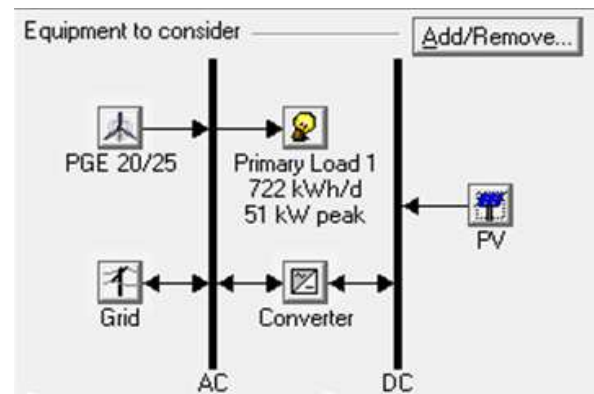 Equipment to consider
Add/Remove...
PGE 20/25
Primary Load 1
722 kWh/d
51 kW peak
PV
Grid
Converter
AC
DC